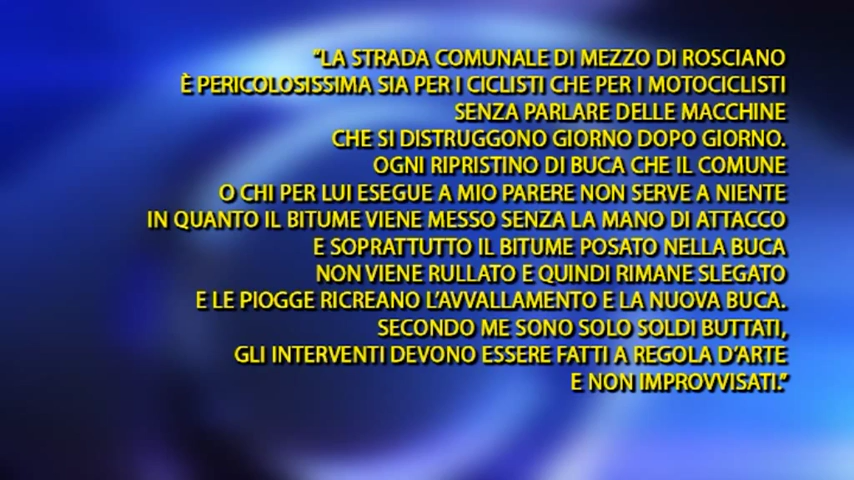 "LA STRADA COMUNALE DI MEZZO DI ROSCIANO
È PERICOLOSISSIMA SIA PER I CICLISTI CHE PER I MOTOCICLISTI
SENZA PARLARE DELLE MACCHINE
CHE SI DISTRUGGONO GIORNO DOPO GIORNO.
OGNI RIPRISTINO DI BUCA CHE IL COMUNE
O CHI PER LUI ESEGUE A MIO PARERE NON SERVE A NIENTE
IN QUANTO IL BITUME VIENE MESSO SENZA LA MANO DI ATTACCO
E SOPRATTUTTO IL BITUME POSATO NELLA BUCA
NON VIENE RULLATO E QUINDI RIMANE SLEGATO
E LE PIOGGE RICREANO L'AVVALLAMENTO E LA NUOVA BUCA.
SECONDO ME SONO SOLO SOLDI BUTTATI,
GLI INTERVENTI DEVONO ESSERE FATTI A REGOLA D'ARTE
E NON IMPROVVISATI."